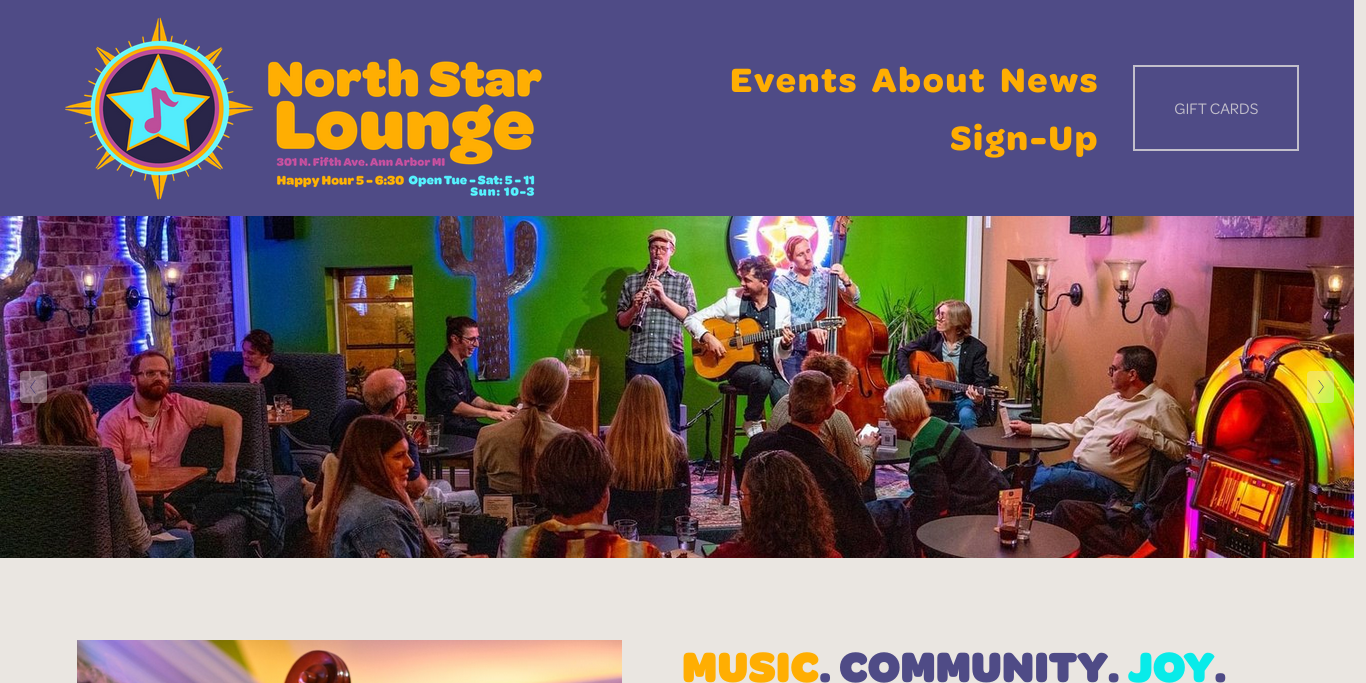 North Star
Lounge
301 N. Fifth Ave. Ann Arbor MI
Happy Hour 5 - 6:30 Open Tue - Sat: 5 - 11
Sun: 10-3
Events About News
Sign-Up
GIFT CARDS
MUSIC. COMMUNITY. JOY.